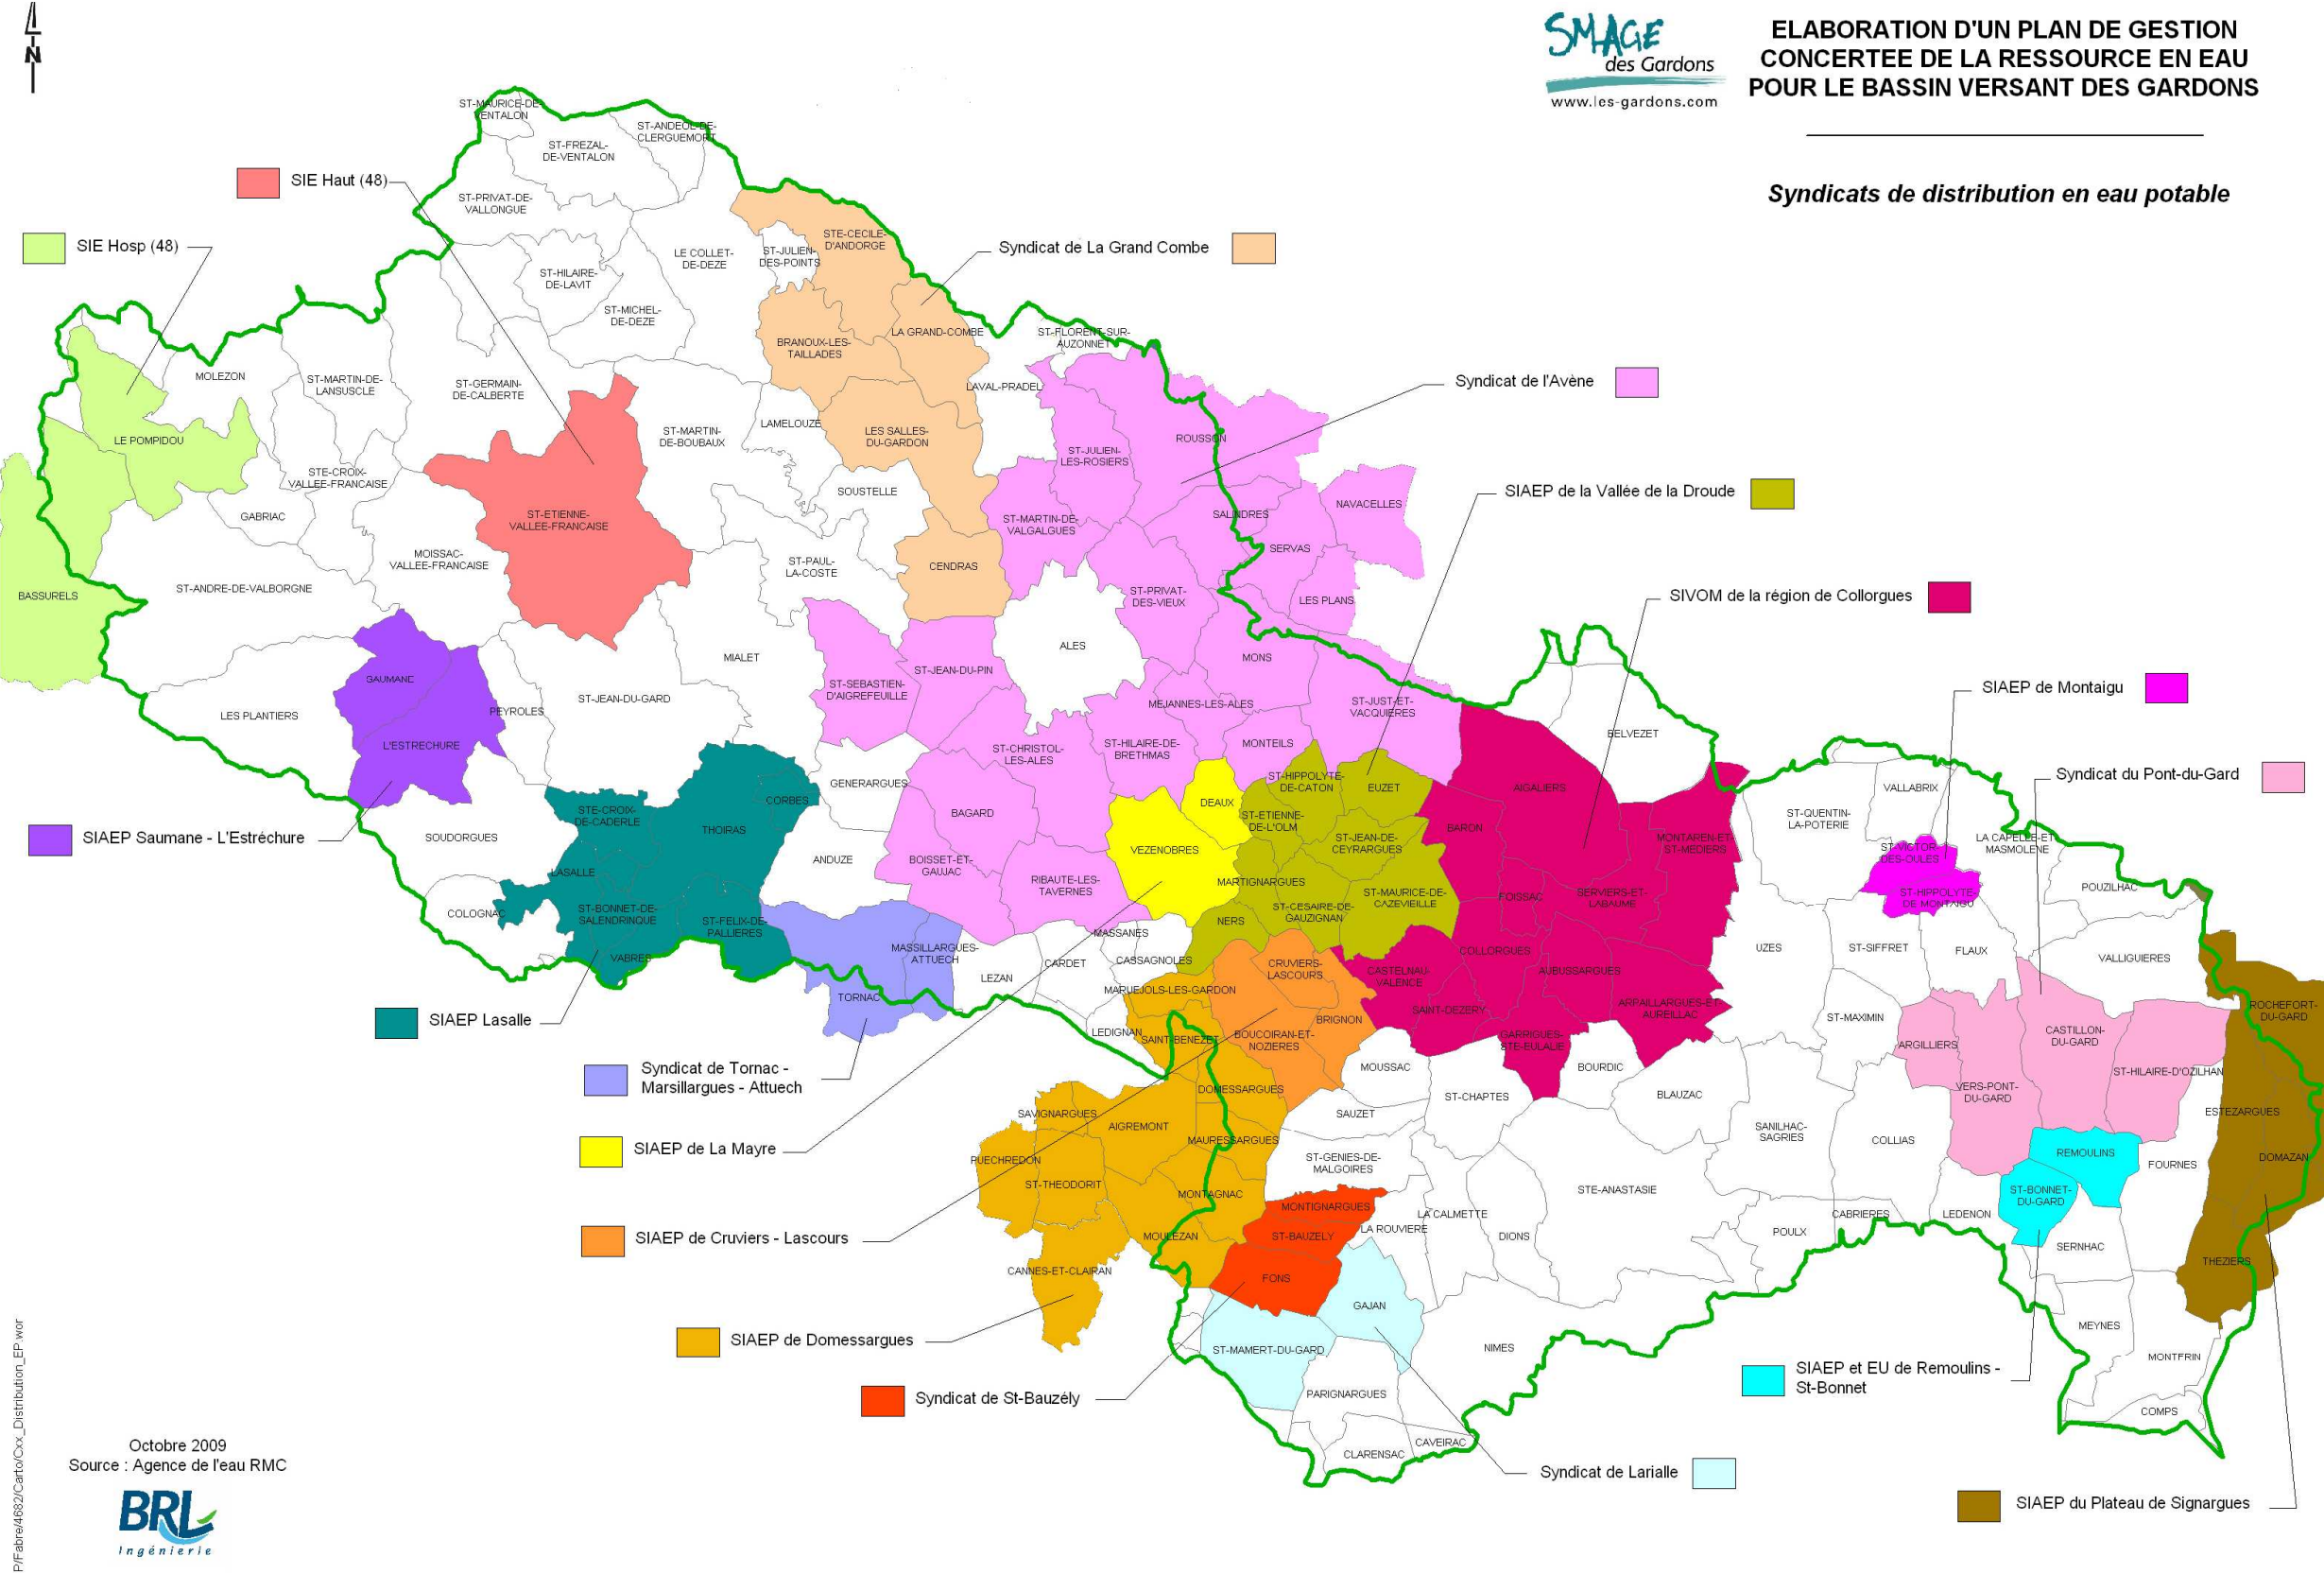 N
SMAGE
des Gardons
www.les-gardons.com
ELABORATION D'UN PLAN DE GESTION
CONCERTEE DE LA RESSOURCE EN EAU
POUR LE BASSIN VERSANT DES GARDONS
Syndicats de distribution en eau potable
SIE Haut (48)
SIE Hosp (48)
Syndicat de La Grand Combe
Syndicat de l'Avène
SIAEP de la Vallée de la Droude
SIVOM de la région de Collorgues
SIAEP de Montaigu
Syndicat du Pont-du-Gard
SIAEP Saumane - L'Estréchure
SIAEP Lasalle
Syndicat de Tornac -
Marsillargues - Attuech
SIAEP de La Mayre
SIAEP de Cruviers - Lascours
SIAEP de Domessargues
Syndicat de St-Bauzély
SIAEP et EU de Remoulins -
St-Bonnet
Syndicat de Larialle
SIAEP du Plateau de Signargues
ST-MAURICE-DE-
VENTALON
ST-FREZAL-
DE-VENTALON
ST-ANDEOL-DE-
CLERGUEMORT
ST-PRIVAT-DE-
VALLONGUE
ST-HILAIRE-
DE-LAVIT
LE COLLET-
DE-DEZE
ST-JULIEN-
DES-POINTS
STE-CECILE-
D'ANDORGE
ST-MICHEL-
DE-DEZE
BRANOUX-LES-
TAILLADES
LA GRAND-COMBE
ST-FLORENT-SUR-
AUZONNET
MOLEZON
ST-MARTIN-DE-
LANSUSCLE
ST-GERMAIN-
DE-CALBERTE
LAVAL-PRADEL
LE POMPIDOU
ST-MARTIN-
DE-BOUBAUX
LAMELOUZE
LES SALLES-
DU-GARDON
ROUSSON
ST-JULIEN-
LES-ROSIERS
STE-CROIX-
VALLEE-FRANCAISE
SOUSTELLE
NAVACELLES
GABRIAC
ST-ETIENNE-
VALLEE-FRANCAISE
ST-MARTIN-DE-
VALGALGUES
SALINDRES
SERVAS
MOISSAC-
VALLEE-FRANCAISE
ST-PAUL-
LA-COSTE
CENDRAS
BASSURELS
ST-ANDRE-DE-VALBORGNE
ST-PRIVAT-
DES-VIEUX
LES PLANS
ALES
MIALET
MONS
SAUMANE
ST-JEAN-DU-PIN
ST-SEBASTIEN-
D'AIGREFEUILLE
LES PLANTIERS
PEYROLES
ST-JEAN-DU-GARD
MEJANNES-LES-ALES
ST-JUST-ET-
VACQUIERES
L'ESTRECHURE
ST-CHRISTOL-
LES-ALES
ST-HILAIRE-DE-
BRETHMAS
MONTEILS
BELVEZET
GENERARGUES
ST-HIPPOLYTE-
DE-CATON
EUZET
AIGALIERS
VALLABRIX
CORBES
DEAUX
STE-CROIX-
DE-CADERLE
BAGARD
ST-ETIENNE-
DE-L'OLM
ST-QUENTIN-
LA-POTERIE
THOIRAS
SOUDORGUES
BARON
ST-JEAN-DE-
CEYRARGUES
MONTAREN-ET-
ST-MEDIERS
LA CAPELLE-ET-
MASMOLENE
ST-VICTOR-
DES-OULES
VEZENOBRES
ANDUZE
BOISSET-ET-
GAUJAC
LASALLE
RIBAUTE-LES-
TAVERNES
MARTIGNARGUES
ST-MAURICE-DE-
CAZEVIEILLE
FOISSAC
SERVIERS-ET-
LABAUME
ST-HIPPOLYTE-
DE-MONTAIGU
POUZILHAC
COLOGNAC
ST-BONNET-DE-
SALENDRINQUE
ST-FELIX-DE-
PALLIERES
ST-CESAIRE-DE-
GAUZIGNAN
NERS
MASSANES
MASSILLARGUES-
ATTUECH
VABRES
COLLORGUES
UZES
ST-SIFFRET
FLAUX
VALLIGUIERES
CASSAGNOLES
CARDET
LEZAN
CRUVIERS-
LASCOURS
CASTELNAU-
VALENCE
AUBUSSARGUES
TORNAC
MARUEJOLS-LES-GARDON
SAINT-DEZERY
ARPAILLARGUES-ET-
AUREILLAC
ROCHEFORT-
DU-GARD
ST-MAXIMIN
BRIGNON
LEDIGNAN
SAINT-BENEZET
BOUCOIRAN-ET-
NOZIERES
GARRIGUES-
STE-EULALIE
ARGILLIERS
CASTILLON-
DU-GARD
MOUSSAC
BOURDIC
ST-HILAIRE-D'OZILHAN
DOMESSARGUES
ST-CHAPTES
BLAUZAC
VERS-PONT-
DU-GARD
SAVIGNARGUES
AIGREMONT
SAUZET
ESTEZARGUES
SANILHAC-
SAGRIES
COLLIAS
MAURESSARGUES
PUECHREDON
ST-GENIES-DE-
MALGOIRES
REMOULINS
FOURNES
DOMAZAN
ST-THEODORIT
MONTAGNAC
STE-ANASTASIE
ST-BONNET-
DU-GARD
MONTIGNARGUES
LA CALMETTE
CABRIERES
LEDENON
LA ROUVIERE
ST-BAUZELY
MOULEZAN
DIONS
POULX
SERNHAC
THEZIERS
CANNES-ET-CLAIRAN
FONS
GAJAN
MEYNES
ST-MAMERT-DU-GARD
NIMES
MONTFRIN
PARIGNARGUES
COMPS
CAVEIRAC
CLARENSAC
Octobre 2009
Source : Agence de l'eau RMC
BRL
Ingénierie
P/Fabre/4682/Carto/Cxx_Distribution_EP.wor